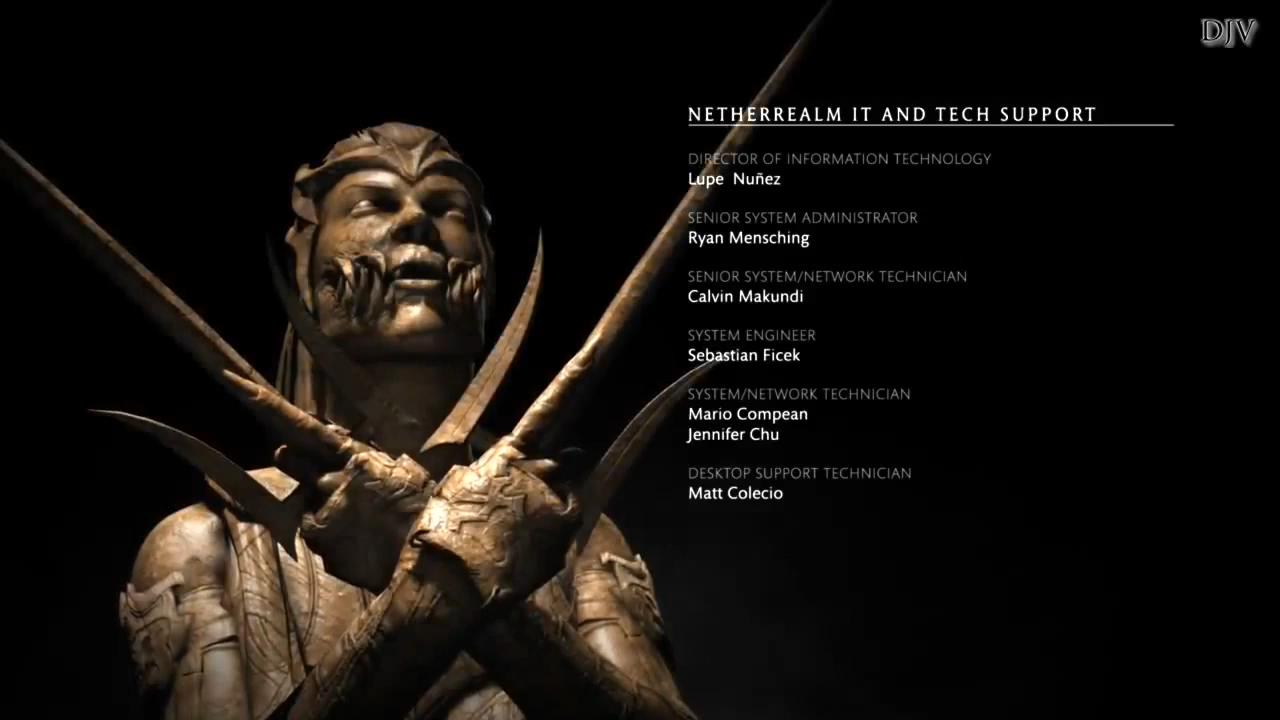 DJV
NETHERREALM IT AND TECH SUPPORT
DIRECTOR OF INFORMATION TECHNOLOGY
Lupe Nuñez
SENIOR SYSTEM ADMINISTRATOR
Ryan Mensching
SENIOR SYSTEM/NETWORK TECHNICIAN
Calvin Makundi
SYSTEM ENGINEER
Sebastian Ficek
SYSTEM/NETWORK TECHNICIAN
Mario Compean
Jennifer Chu
DESKTOP SUPPORT TECHNICIAN
Matt Colecio